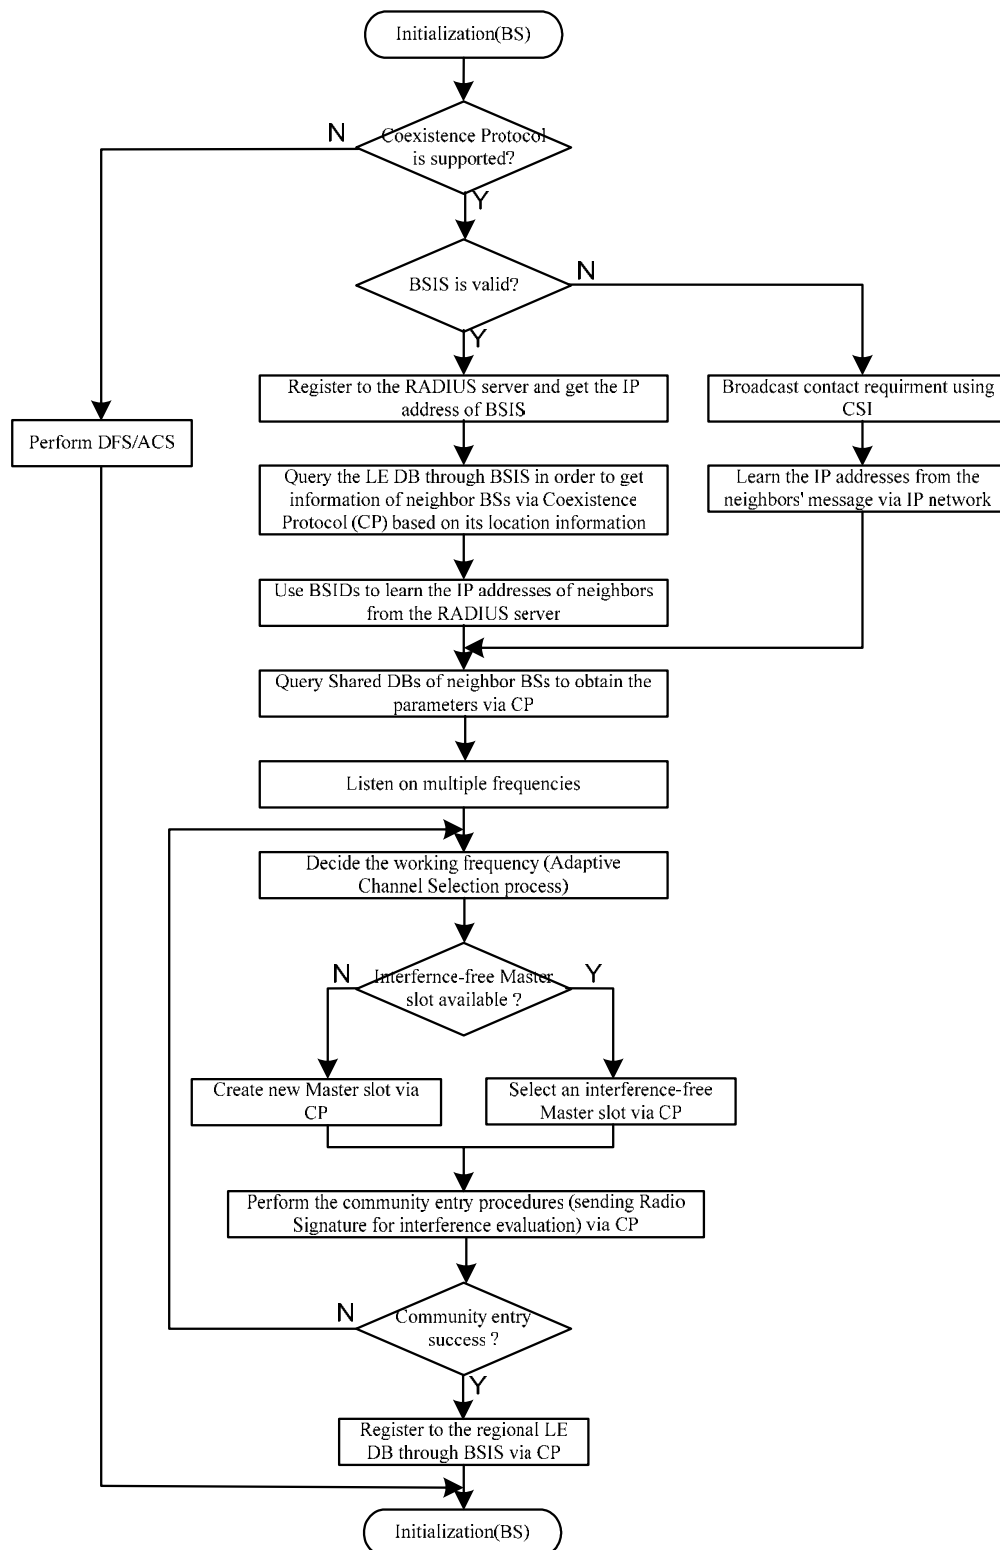 Initialization(BS)
N
Coexistence Protocol
is supported?
Y
BSIS is valid?
N
Y
Register to the RADIUS server and get the IP
address of BSIS
Broadcast contact requirment using
CSI
Perform DFS/ACS
Query the LE DB through BSIS in order to get
information of neighbor BSs via Coexistence
Protocol (CP) based on its location information
Learn the IP addresses from the
neighbors' message via IP network
Use BSIDs to learn the IP addresses of neighbors
from the RADIUS server
Query Shared DBs of neighbor BSs to obtain the
parameters via CP
Listen on multiple frequencies
Decide the working frequency (Adaptive
Channel Selection process)
N
Interfernce-free Master
slot available ?
Y
Create new Master slot via
CP
Select an interference-free
Master slot via CP
Perform the community entry procedures (sending Radio
Signature for interference evaluation) via CP
N
Community entry
success ?
Y
Register to the regional LE
DB through BSIS via CP
Initialization(BS)